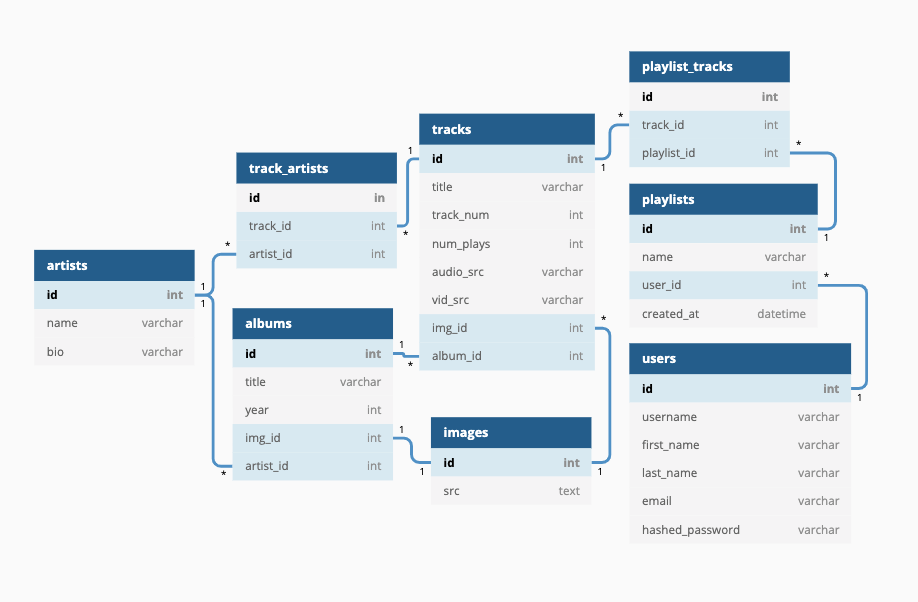 playlist_tracks
id int
track_id int
playlist_id int
tracks
id int
title varchar
track_num int
num_plays int
audio_src varchar
vid_src varchar
img_id int
album_id int
track_artists
id in
track_id int
artist_id int
playlists
id int
name varchar
user_id int
created_at datetime
artists
id int
name varchar
bio varchar
albums
id int
title varchar
year int
img_id int
artist_id int
users
id int
username varchar
first_name varchar
last_name varchar
email varchar
hashed_password varchar
images
id int
src text
*
1
*
1
1
*
*
1
1
*
*
1
1
*
*
1
1
1